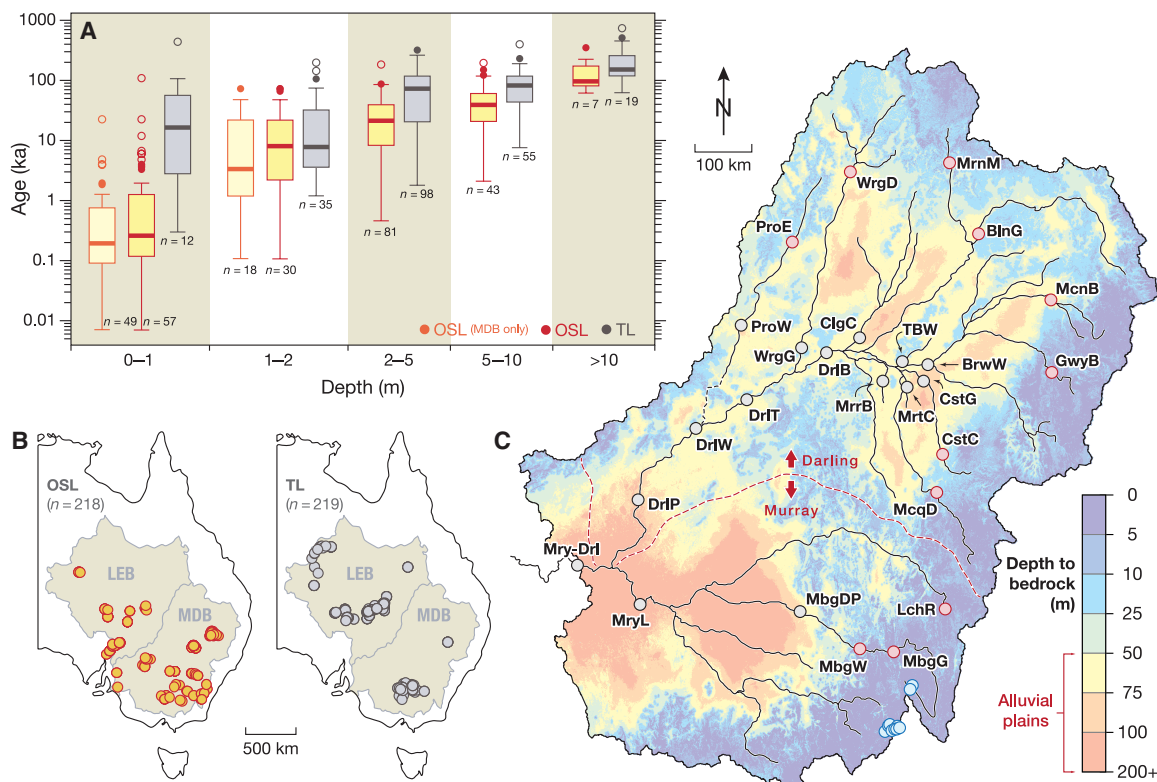 A
1000
100
10
1
0.1
0.01
Age (ka)
n = 49
n = 57
n = 12
n = 18
n = 30
n = 35
n = 81
n = 98
n = 43
n = 55
n = 7
n = 19
OSL (MDB only)
OSL
TL
0–1
1–2
2–5
5–10
>10
Depth (m)
B
OSL
(n = 218)
LEB
MDB
TL
(n = 219)
LEB
MDB
500 km
C
N
100 km
WrgD
MrnM
ProE
BlnG
McnB
ProW
ClgC
TBW
WrgG
DrlB
BrwW
GwyB
MrrB
CstG
MrtC
DrlT
DrlW
CstC
Darling
Murray
DrlP
McqD
Mry-Drl
MryL
MbgDP
LchR
MbgW
MbgG
Depth to
bedrock
(m)
0
5
10
25
50
75
100
200+
Alluvial
plains